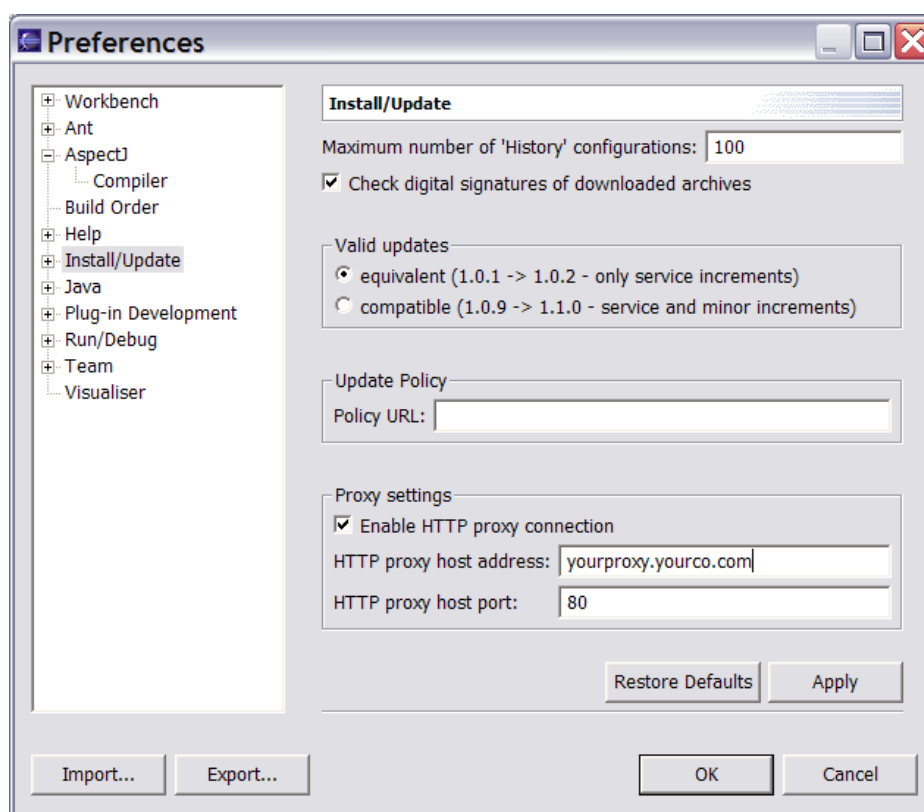 Preferences
Workbench
Ant
AspectJ
Compiler
Build Order
Help
Install/Update
Java
Plug-in Development
Run/Debug
Team
Visualiser
Install/Update
Maximum number of 'History' configurations: 100
Check digital signatures of downloaded archives
Valid updates
equivalent (1.0.1 -> 1.0.2 - only service increments)
compatible (1.0.9 -> 1.1.0 - service and minor increments)
Update Policy
Policy URL:
Proxy settings
Enable HTTP proxy connection
HTTP proxy host address: yourproxy.yourco.com
HTTP proxy host port: 80
Restore Defaults Apply
Import... Export... OK Cancel